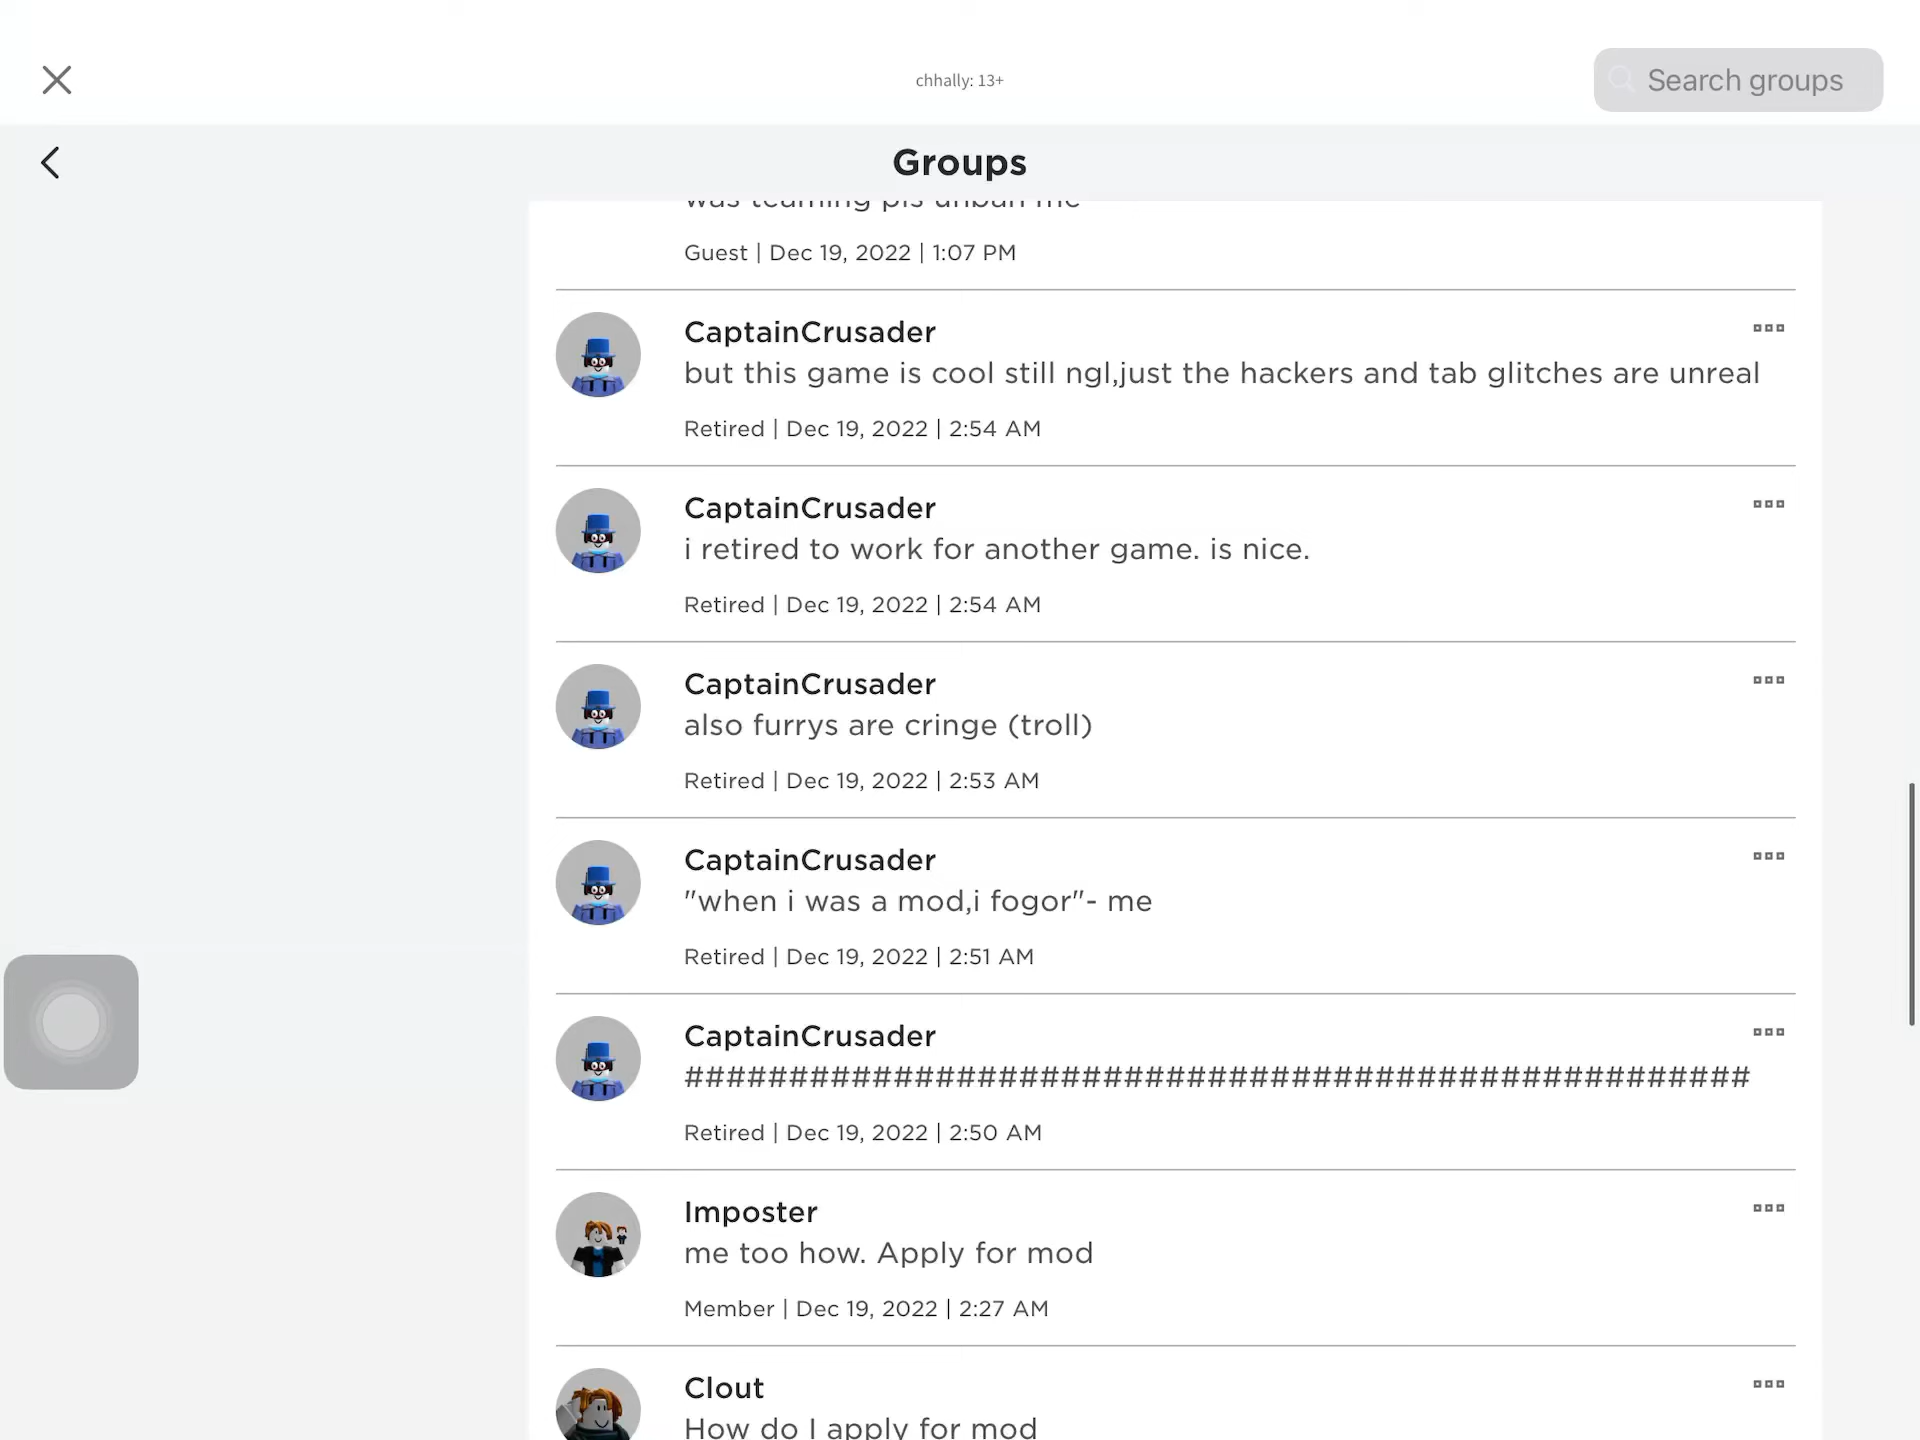 chhally: 13+
Search groups
Groups
was teaming pls unban me
Guest | Dec 19, 2022 | 1:07 PM
CaptainCrusader
but this game is cool still ngl,just the hackers and tab glitches are unreal
Retired | Dec 19, 2022 | 2:54 AM
CaptainCrusader
i retired to work for another game. is nice.
Retired | Dec 19, 2022 | 2:54 AM
CaptainCrusader
also furrys are cringe (troll)
Retired | Dec 19, 2022 | 2:53 AM
CaptainCrusader
"when i was a mod,i fogor"- me
Retired | Dec 19, 2022 | 2:51 AM
CaptainCrusader
###################################################
Retired | Dec 19, 2022 | 2:50 AM
Imposter
me too how. Apply for mod
Member | Dec 19, 2022 | 2:27 AM
Clout
How do I apply for mod